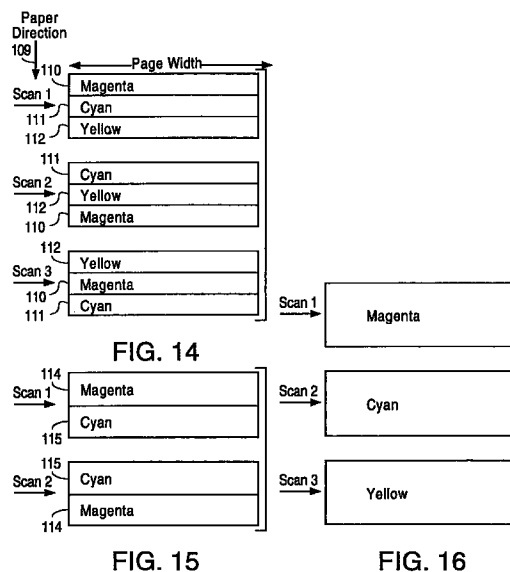 Paper
Direction
109
110
Page Width
Scan 1
Magenta
Cyan
111
Yellow
112
111
Cyan
Scan 2
Yellow
112
Magenta
110
112
Yellow
Scan 3
Magenta
110
Cyan
111
FIG. 14
Scan 1
Magenta
114
Scan 1
Magenta
Cyan
115
Scan 2
Cyan
115
Cyan
Scan 2
Magenta
114
Scan 3
Yellow
FIG. 15
FIG. 16